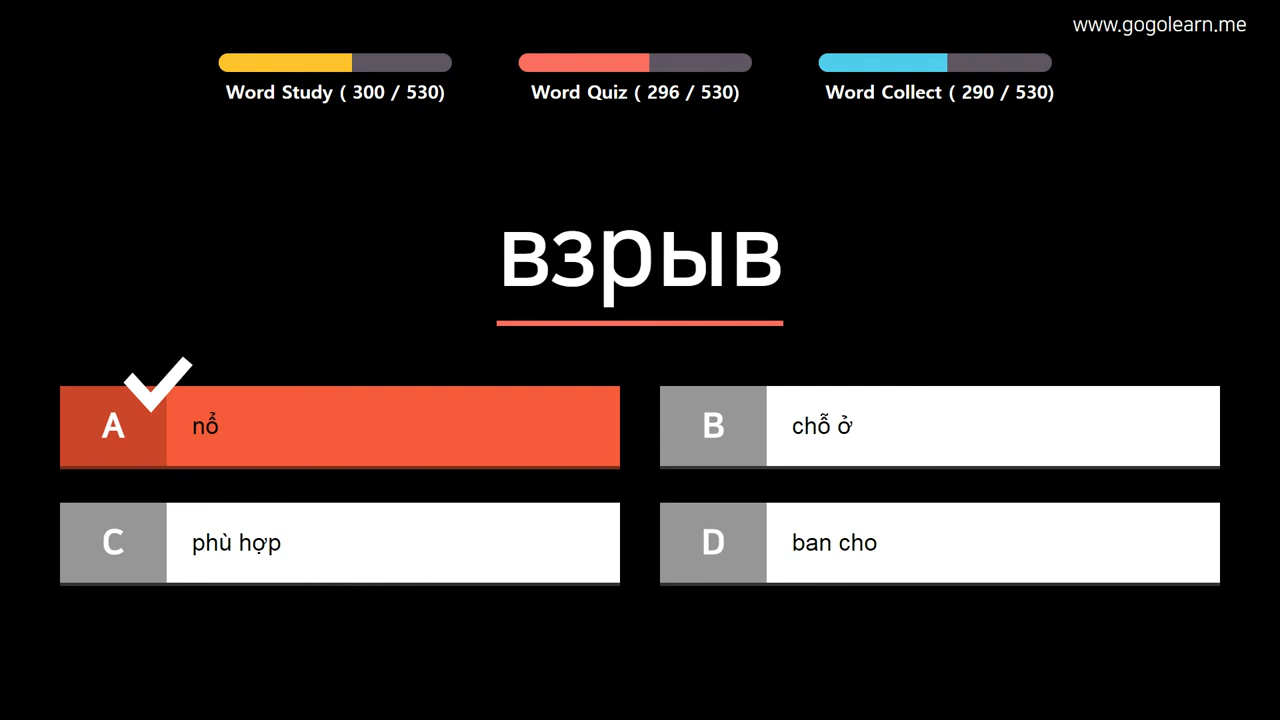 www.gogolearn.me
Word Study ( 300 / 530)
Word Quiz ( 296 / 530)
Word Collect ( 290 / 530)
взрыв
A nổ
B chỗ ở
C phù hợp
D ban cho